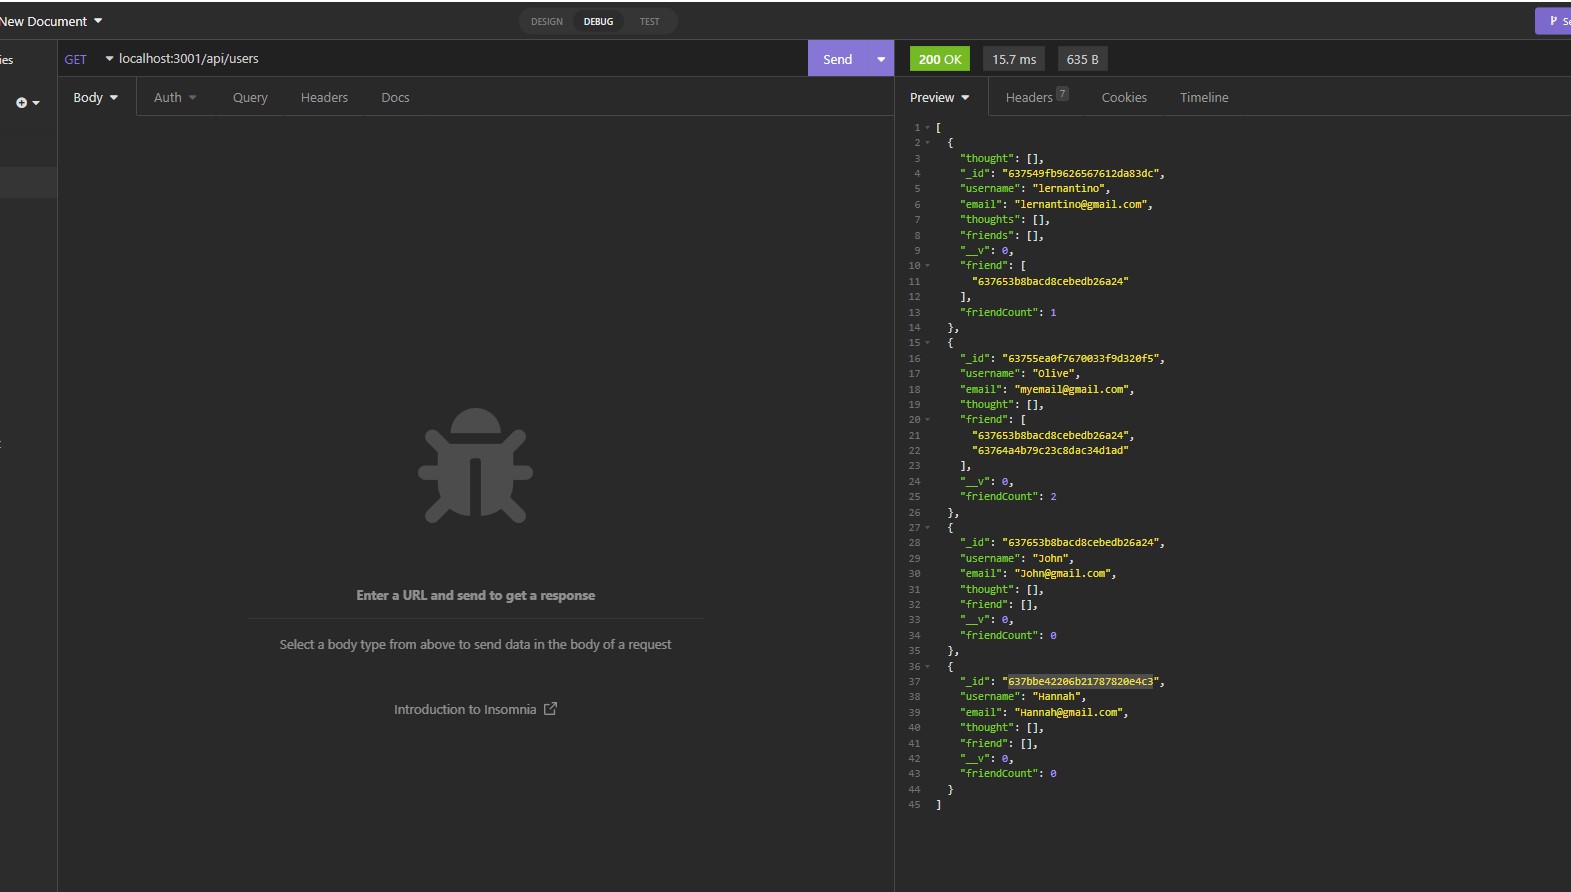 New Document
DESIGN DEBUG TEST
GET localhost:3001/api/users Send
200 OK 15.7 ms 635 B
Body Auth Query Headers Docs
Preview Headers 7 Cookies Timeline
Enter a URL and send to get a response
Select a body type from above to send data in the body of a request
Introduction to Insomnia
1 [
2 {
3 "thought": [],
4 "_id": "637549fb9626567612da83dc",
5 "username": "lernantino",
6 "email": "lernantino@gmail.com",
7 "thoughts": [],
8 "friends": [],
9 "__v": 0,
10 "friend": [
11 "637653b8bacd8cebedb26a24"
12 ],
13 "friendCount": 1
14 },
15 {
16 "_id": "63755ea0f7670033f9d320f5",
17 "username": "Olive",
18 "email": "myemail@gmail.com",
19 "thought": [],
20 "friend": [
21 "637653b8bacd8cebedb26a24",
22 "63764a4b79c23c8dac34d1ad"
23 ],
24 "__v": 0,
25 "friendCount": 2
26 },
27 {
28 "_id": "637653b8bacd8cebedb26a24",
29 "username": "John",
30 "email": "John@gmail.com",
31 "thought": [],
32 "friend": [],
33 "__v": 0,
34 "friendCount": 0
35 },
36 {
37 "_id": "637bbe42206b21787820e4c3",
38 "username": "Hannah",
39 "email": "Hannah@gmail.com",
40 "thought": [],
41 "friend": [],
42 "__v": 0,
43 "friendCount": 0
44 }
45 ]